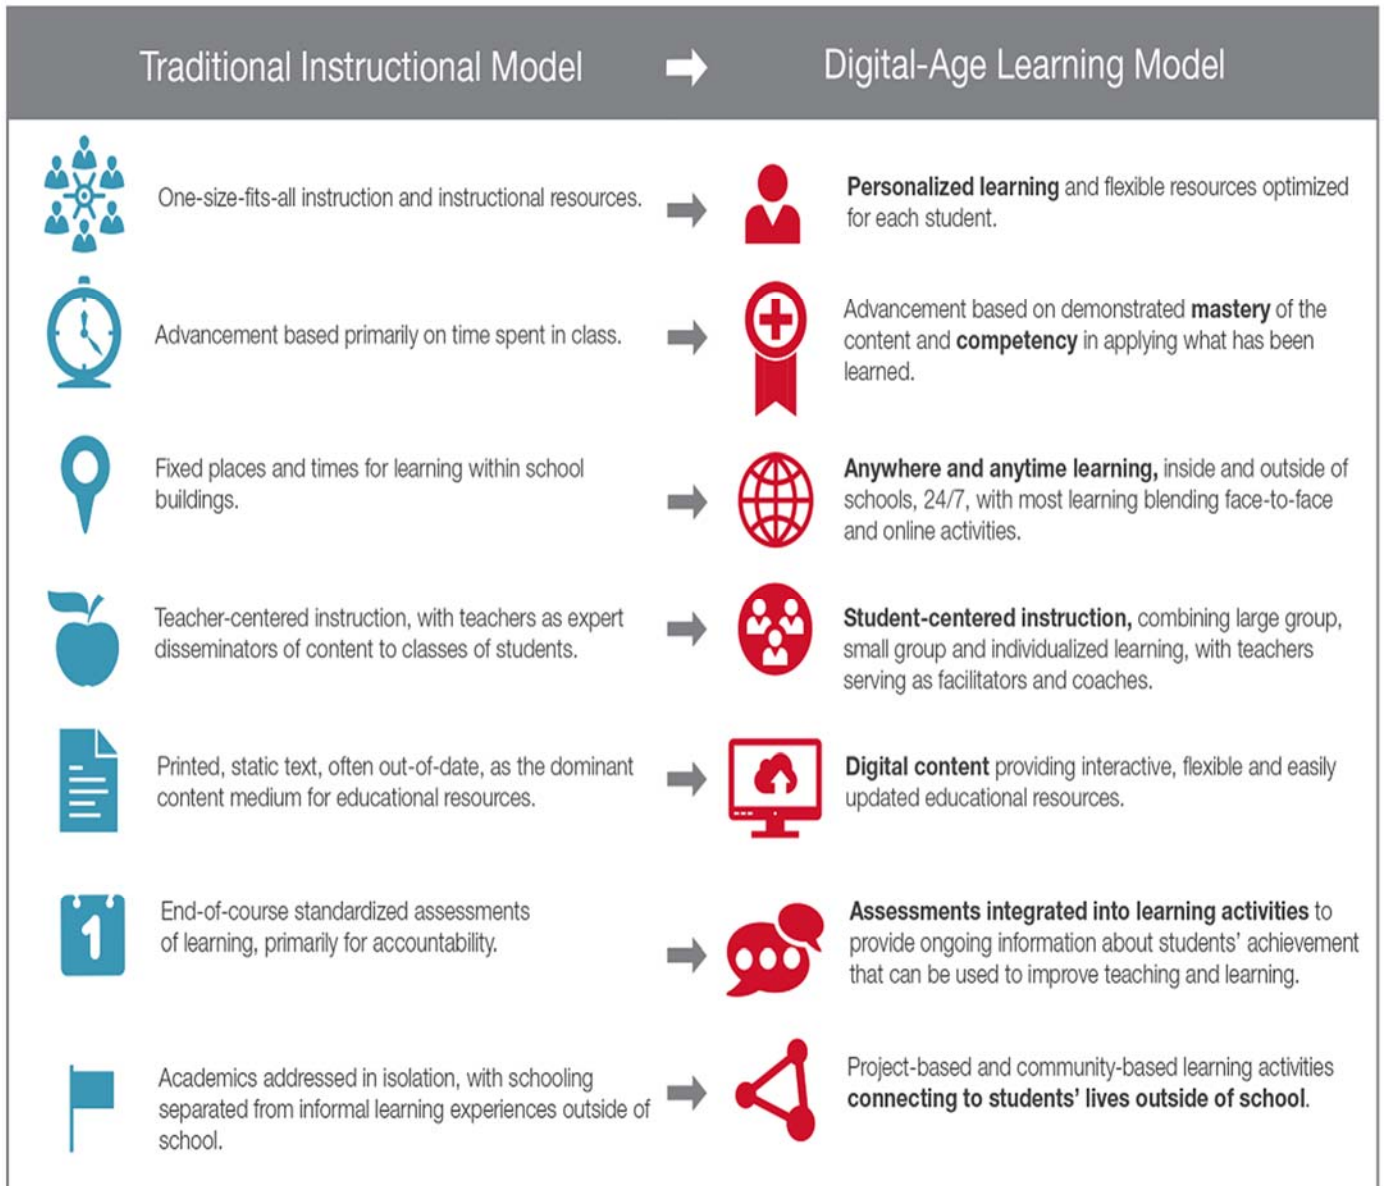 Traditional Instructional Model
Digital-Age Learning Model
One-size-fits-all instruction and instructional resources.
Personalized learning and flexible resources optimized
for each student.
Advancement based primarily on time spent in class.
Advancement based on demonstrated mastery of the
content and competency in applying what has been
learned.
Fixed places and times for learning within school
buildings.
Anywhere and anytime learning, inside and outside of
schools, 24/7, with most learning blending face-to-face
and online activities.
Teacher-centered instruction, with teachers as expert
disseminators of content to classes of students.
Student-centered instruction, combining large group,
small group and individualized learning, with teachers
serving as facilitators and coaches.
Printed, static text, often out-of-date, as the dominant
content medium for educational resources.
Digital content providing interactive, flexible and easily
updated educational resources.
1
End-of-course standardized assessments
of learning, primarily for accountability.
Assessments integrated into learning activities to
provide ongoing information about students’ achievement
that can be used to improve teaching and learning.
Academics addressed in isolation, with schooling
separated from informal learning experiences outside of
school.
Project-based and community-based learning activities
connecting to students’ lives outside of school.